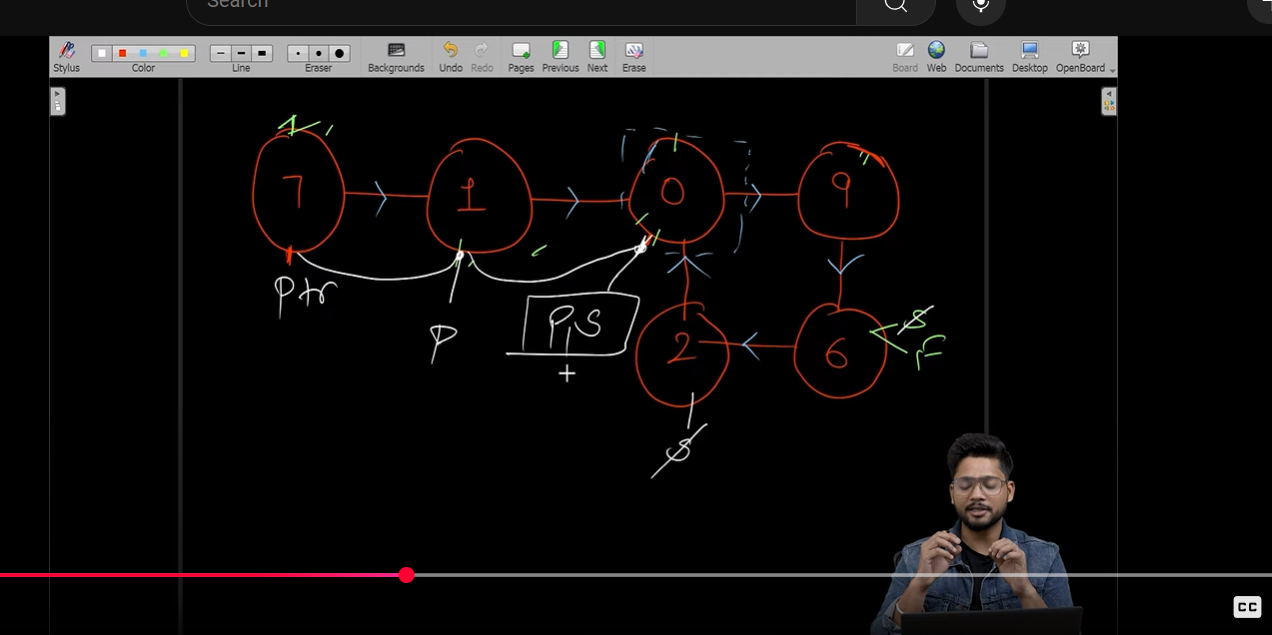 Search
Stylus Color Line Eraser Backgrounds Undo Redo Pages Previous Next Erase Board Web Documents Desktop OpenBoard
7 1 0 9
Ptr
P
P,S
+
2 6 S
F
S
CC